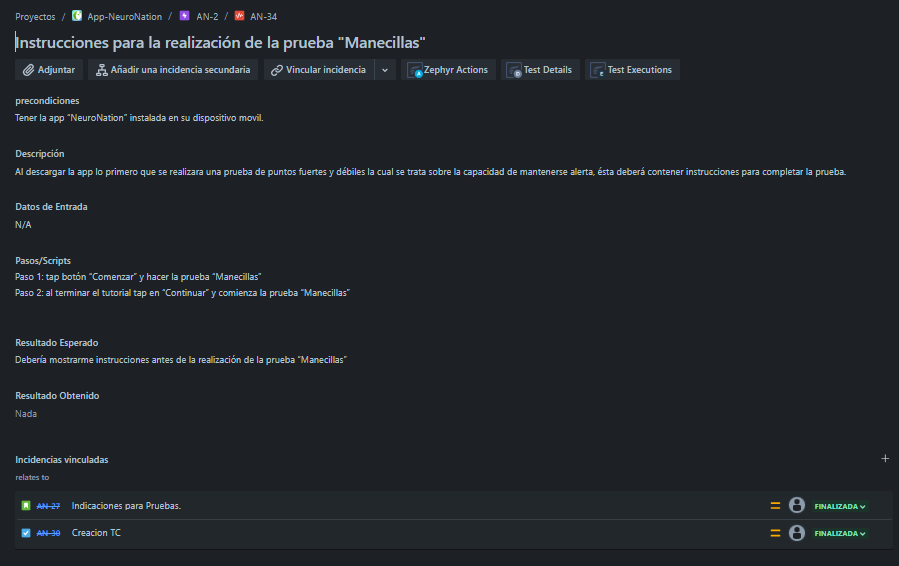 Proyectos / App-NeuroNation / AN-2 / AN-34
Instrucciones para la realización de la prueba "Manecillas"
Adjuntar Añadir una incidencia secundaria Vincular incidencia Zephyr Actions Test Details Test Executions
precondiciones
Tener la app “NeuroNation” instalada en su dispositivo movil.
Descripción
Al descargar la app lo primero que se realizara una prueba de puntos fuertes y débiles la cual se trata sobre la capacidad de mantenerse alerta, ésta deberá contener instrucciones para completar la prueba.
Datos de Entrada
N/A
Pasos/Scripts
Paso 1: tap botón “Comenzar” y hacer la prueba “Manecillas”
Paso 2: al terminar el tutorial tap en “Continuar” y comienza la prueba “Manecillas”
Resultado Esperado
Debería mostrarme instrucciones antes de la realización de la prueba “Manecillas”
Resultado Obtenido
Nada
Incidencias vinculadas
relates to
AN-27 Indicaciones para Pruebas. FINALIZADA
AN-30 Creacion TC FINALIZADA